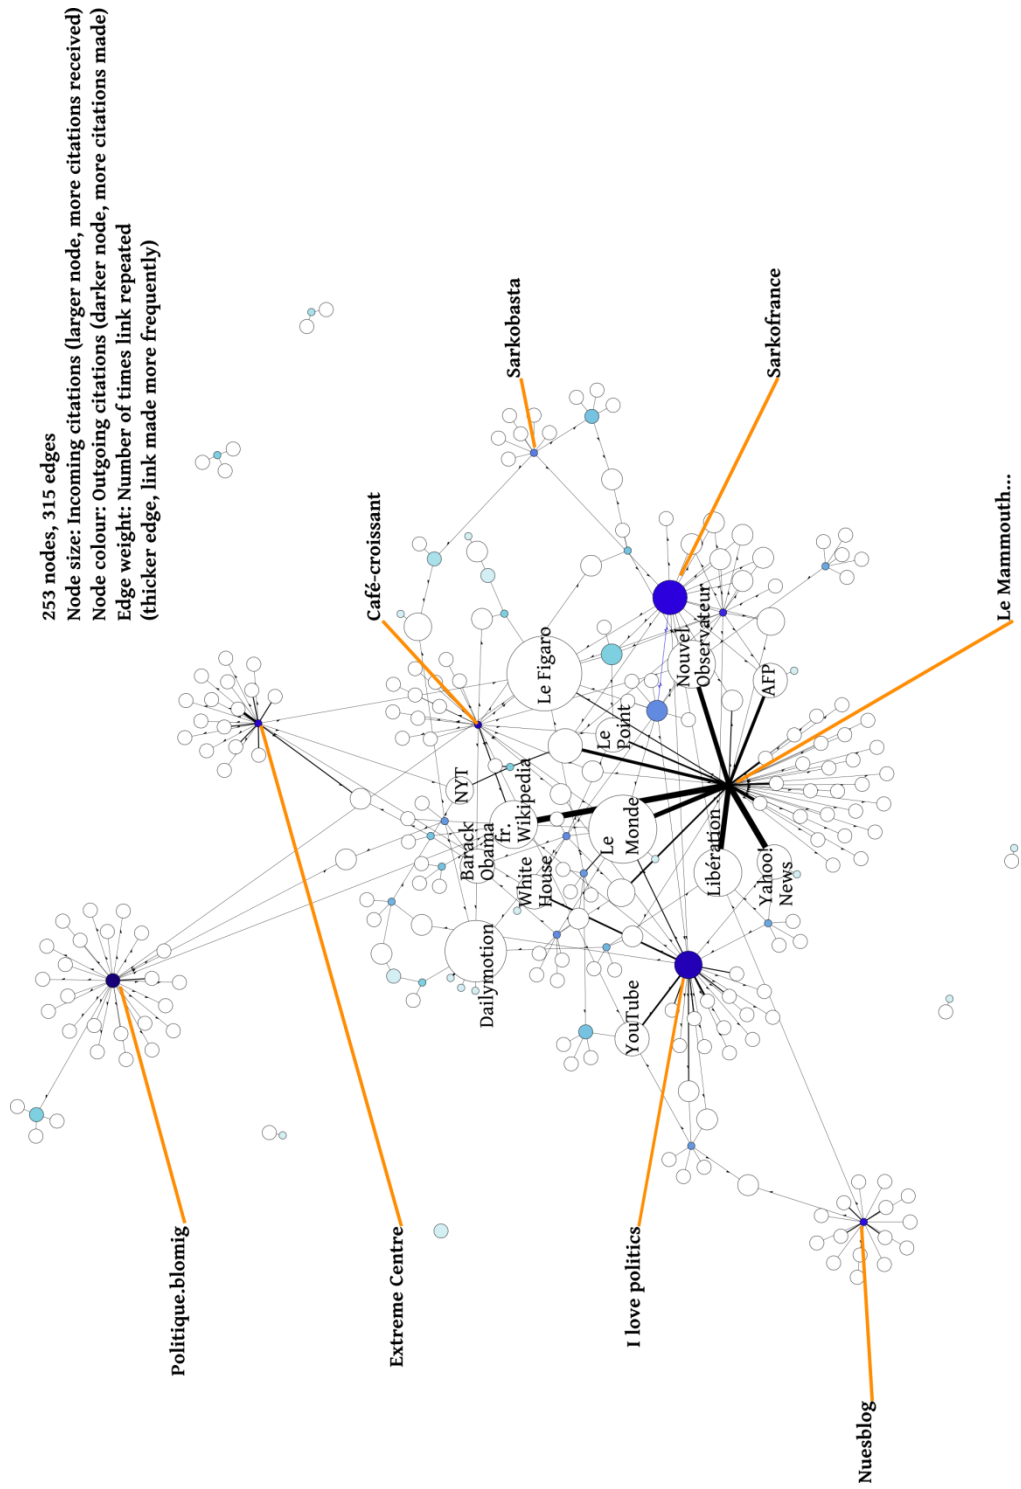 253 nodes, 315 edges
Node size: Incoming citations (larger node, more citations received)
Node colour: Outgoing citations (darker node, more citations made)
Edge weight: Number of times link repeated
(thicker edge, link made more frequently)
Politique.blomig
Extreme Centre
Café-croissant
Sarkobasta
NYT
Barack
Obama
fr.
Wikipedia
Le Figaro
Dailymotion
White
House
Le
Point
Le
Monde
Nouvel
Observateur
YouTube
I love politics
Libération
Yahoo!
News
AFP
Sarkofrance
Nuesblog
Le Mammouth...